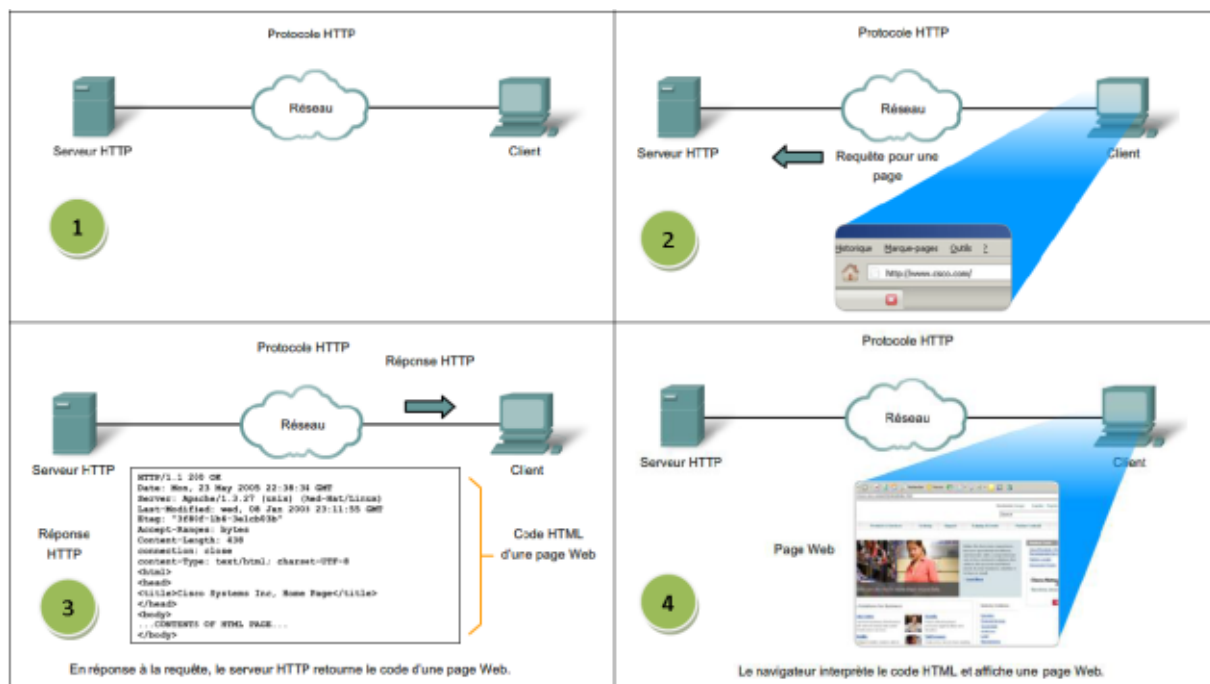 Protocole HTTP
Réseau
Serveur HTTP
Client
1
Protocole HTTP
Réseau
Serveur HTTP
Requête pour une
page
Client
2
Historique Marque-pages Outils ?
http://www.cisco.com/
Protocole HTTP
Réponse HTTP
Réseau
Serveur HTTP
Client
HTTP/1.1 200 OK
Date: Mon, 23 May 2005 22:38:34 GMT
Server: Apache/1.3.27 (unix) (Red-Hat/Linux)
Last-Modified: wed, 08 Jan 2003 23:11:55 GMT
Etag: "3f80f-1b6-3e1cb03b"
Accept-Ranges: bytes
Content-Length: 438
connection: close
content-Type: text/html; charset=UTF-8
<html>
<head>
<title>Cisco Systems Inc, Home Page</title>
</head>
<body>
...CONTENTS OF HTML PAGE...
</body>
Réponse
HTTP
Code HTML
d'une page Web
3
En réponse à la requête, le serveur HTTP retourne le code d'une page Web.
Protocole HTTP
Réseau
Serveur HTTP
Client
Page Web
4
Le navigateur interprète le code HTML et affiche une page Web.